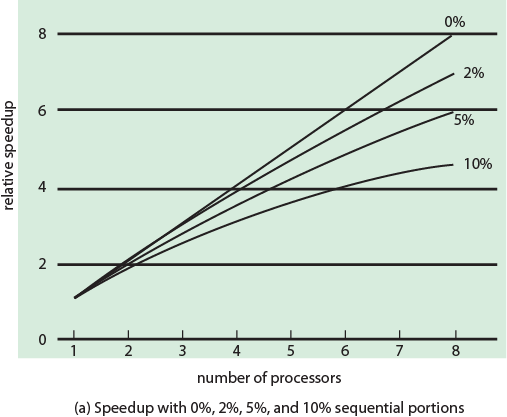 0%
8
2%
6
5%
relative speedup
10%
4
2
0
1 2 3 4 5 6 7 8
number of processors
(a) Speedup with 0%, 2%, 5%, and 10% sequential portions